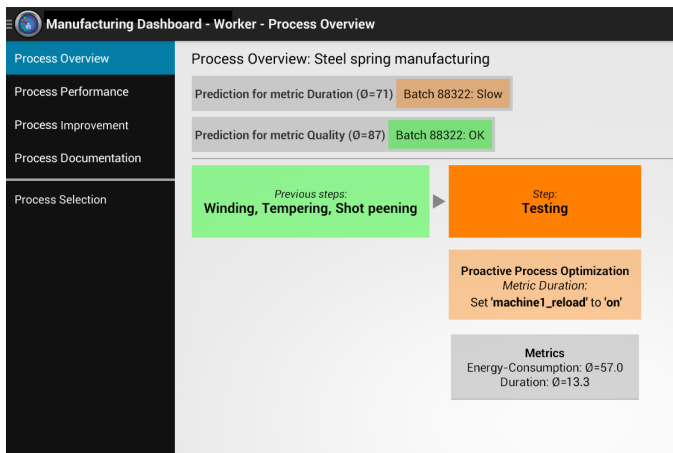 Manufacturing Dashboard - Worker - Process Overview
Process Overview
Process Performance
Process Improvement
Process Documentation
Process Selection
Process Overview: Steel spring manufacturing
Prediction for metric Duration (Ø=71) Batch 88322: Slow
Prediction for metric Quality (Ø=87) Batch 88322: OK
Previous steps:
Winding, Tempering, Shot peening
Step:
Testing
Proactive Process Optimization
Metric Duration:
Set 'machine1_reload' to 'on'
Metrics
Energy-Consumption: Ø=57.0
Duration: Ø=13.3